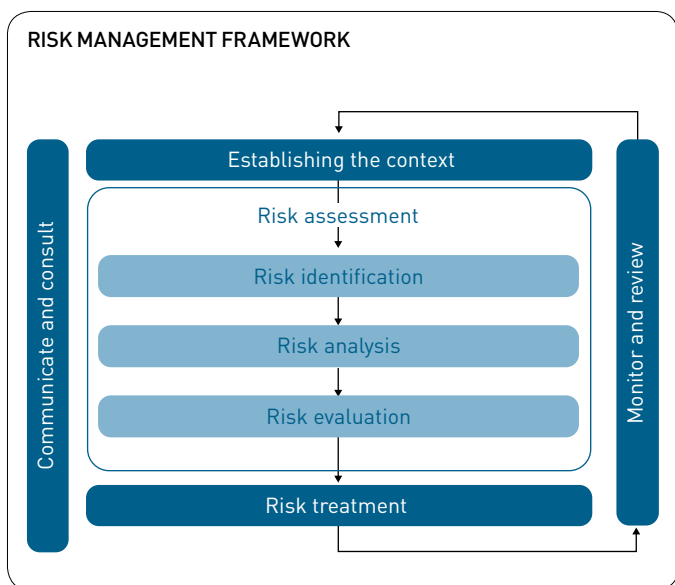 RISK MANAGEMENT FRAMEWORK
Communicate and consult
Establishing the context
Risk assessment
Risk identification
Risk analysis
Risk evaluation
Risk treatment
Monitor and review